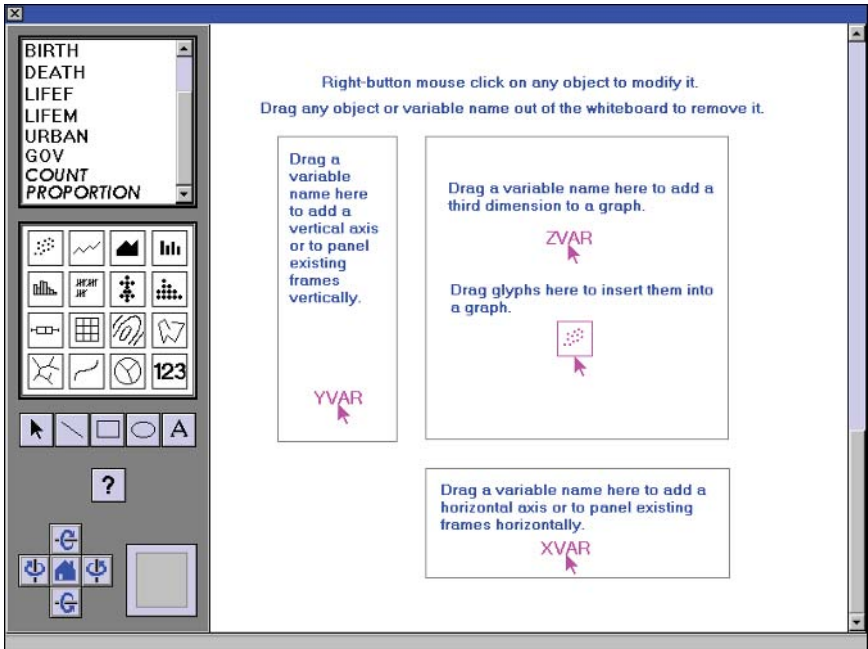 BIRTH
DEATH
LIFEF
LIFEM
URBAN
GOV
COUNT
PROPORTION
123
A
?
Right-button mouse click on any object to modify it.
Drag any object or variable name out of the whiteboard to remove it.
Drag a
variable
name here
to add a
vertical axis
or to panel
existing
frames
vertically.
YVAR
Drag a variable name here to add a
third dimension to a graph.
ZVAR
Drag glyphs here to insert them into
a graph.
Drag a variable name here to add a
horizontal axis or to panel existing
frames horizontally.
XVAR